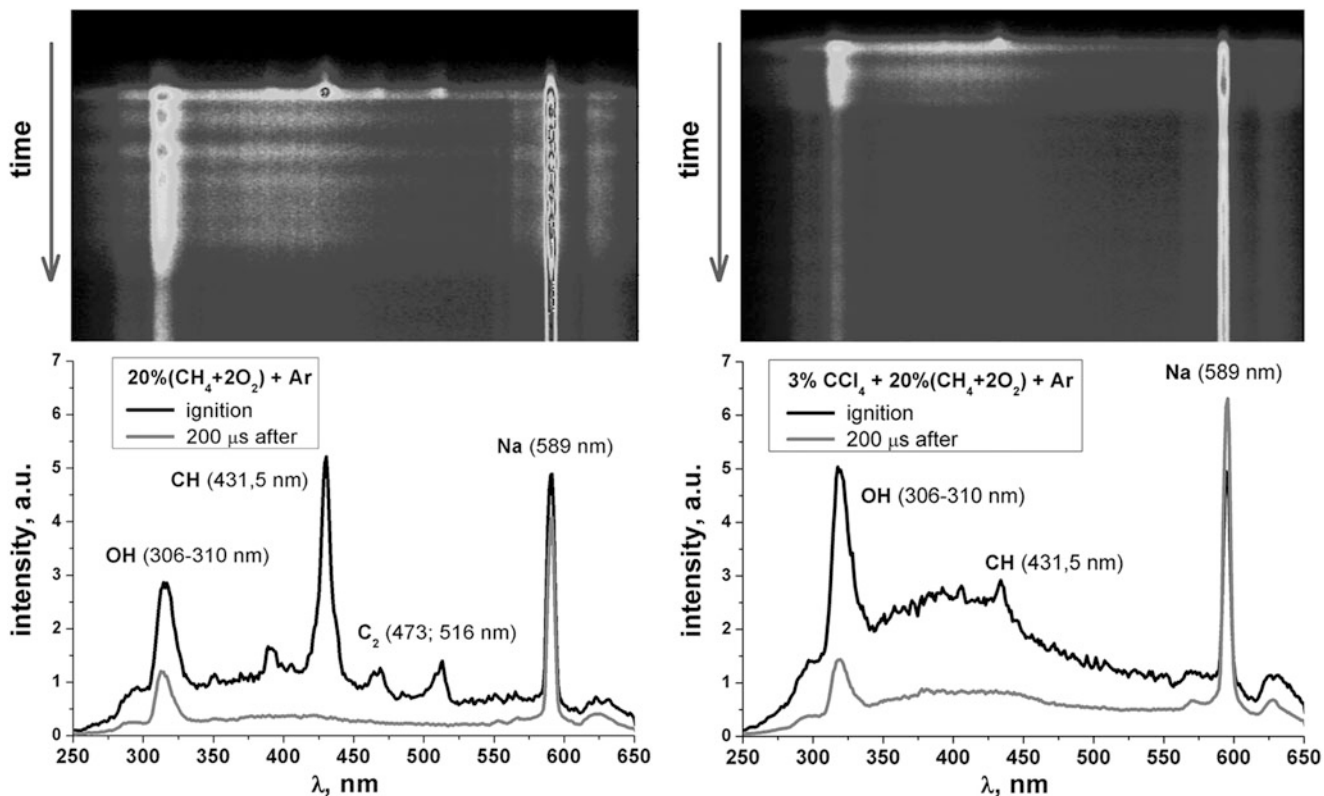 time
time
7
6
5
4
3
2
1
0
intensity, a.u.
20%(CH₄+2O₂) + Ar
ignition
200 μs after
Na (589 nm)
CH (431,5 nm)
OH (306-310 nm)
C₂ (473; 516 nm)
250 300 350 400 450 500 550 600 650
λ, nm
7
6
5
4
3
2
1
0
intensity, a.u.
3% CCl₄ + 20%(CH₄+2O₂) + Ar
ignition
200 μs after
Na (589 nm)
OH (306-310 nm)
CH (431,5 nm)
250 300 350 400 450 500 550 600 650
λ, nm